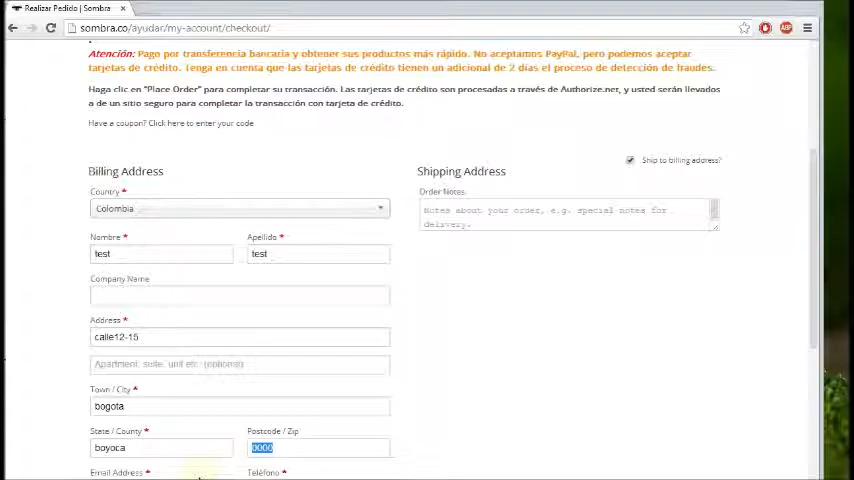 Realizar Pedido | Sombra
sombra.co/ayudar/my-account/checkout/
Atención: Pago por transferencia bancaria y obtener sus productos más rápido. No aceptamos PayPal, pero podemos aceptar
tarjetas de crédito. Tenga en cuenta que las tarjetas de crédito tienen un adicional de 2 días el proceso de detección de fraudes.
Haga clic en "Place Order" para completar su transacción. Las tarjetas de crédito son procesadas a través de Authorize.net, y usted serán llevados
a de un sitio seguro para completar la transacción con tarjeta de crédito.
Have a coupon? Click here to enter your code
Ship to billing address?
Billing Address
Shipping Address
Country *
Order Notes
Colombia
Notes about your order, e.g. special notes for
delivery.
Nombre *
Apellido *
test
test
Company Name
Address *
calle12-15
Apartment, suite, unit etc. (optional)
Town / City *
bogota
State / County *
Postcode / Zip
boyoca
0000
Email Address *
Teléfono *